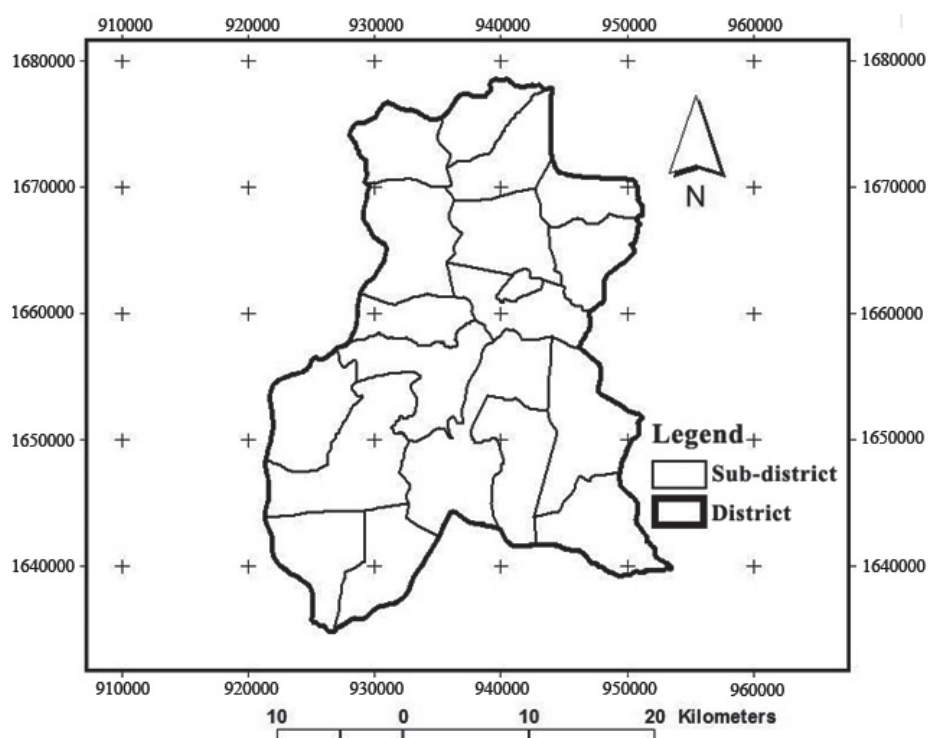 910000 920000 930000 940000 950000 960000
1680000 1680000
1670000 1670000
N
1660000 1660000
1650000 1650000
Legend
Sub-district
District
1640000 1640000
910000 920000 930000 940000 950000 960000
10 0 10 20 Kilometers